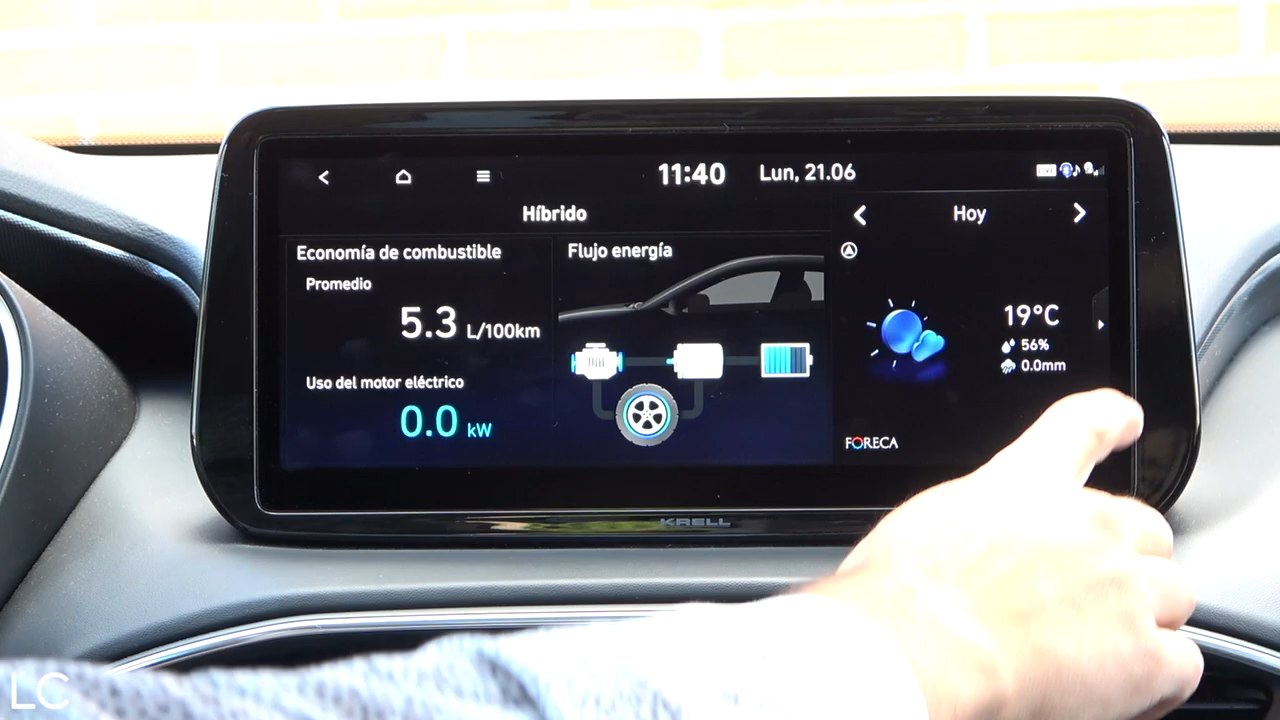 11:40
Lun, 21.06
Híbrido
Hoy
Economía de combustible
Promedio
5.3 L/100km
Uso del motor eléctrico
0.0 kW
Flujo energía
19°C
56%
0.0mm
FORECA
KRELL
LC